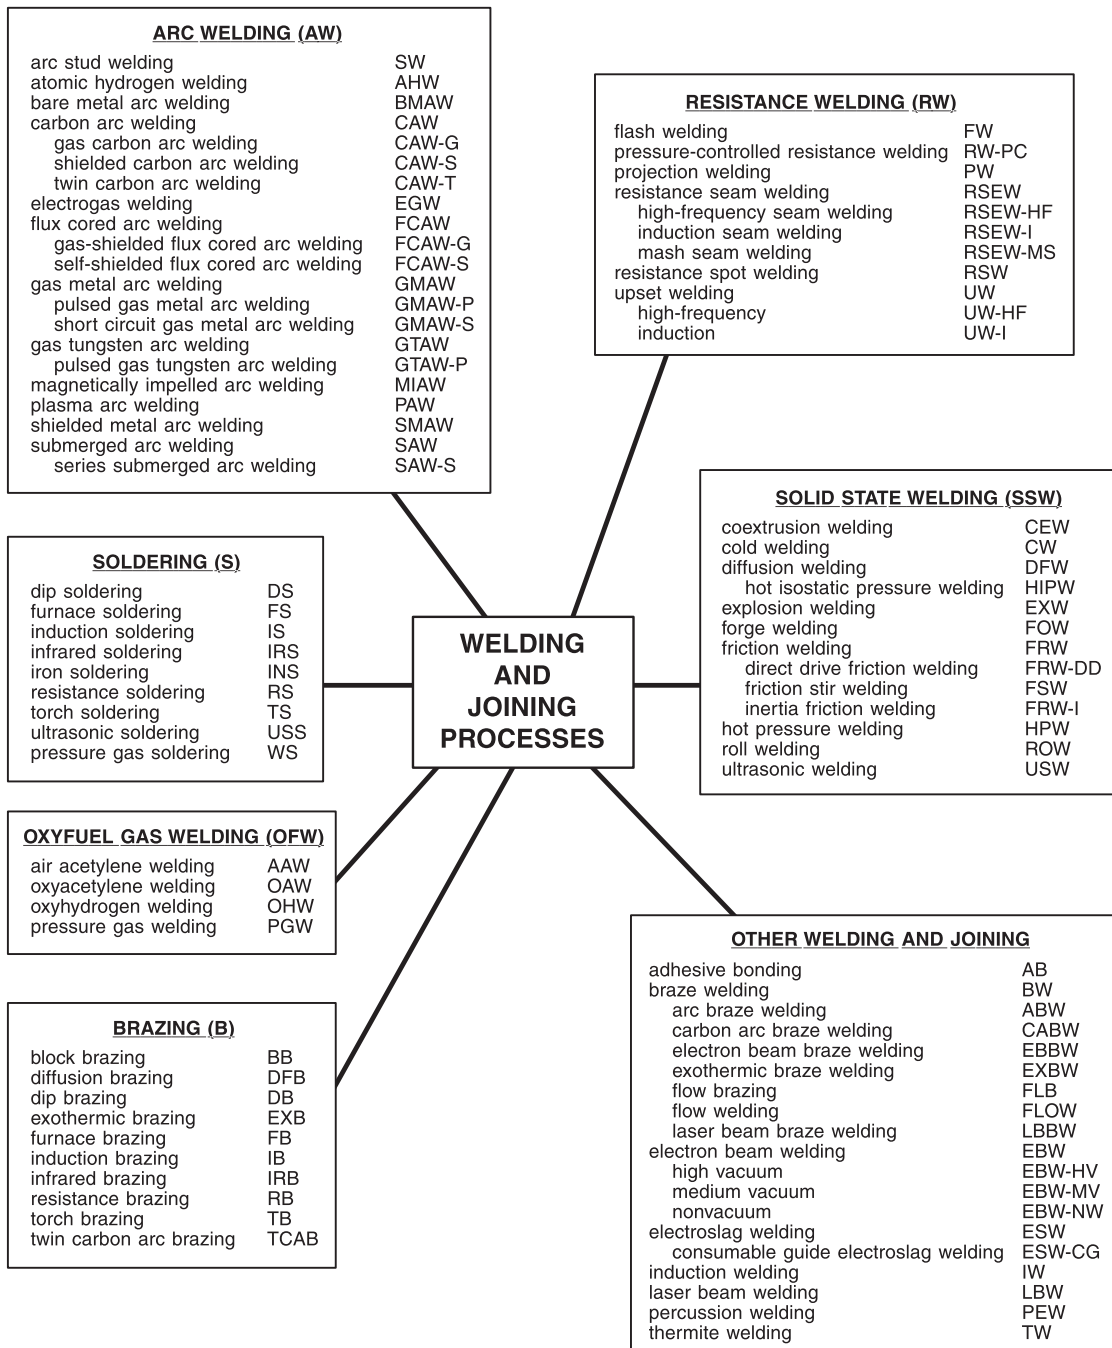 ARC WELDING (AW)
arc stud welding SW
atomic hydrogen welding AHW
bare metal arc welding BMAW
carbon arc welding CAW
gas carbon arc welding CAW-G
shielded carbon arc welding CAW-S
twin carbon arc welding CAW-T
electrogas welding EGW
flux cored arc welding FCAW
gas-shielded flux cored arc welding FCAW-G
self-shielded flux cored arc welding FCAW-S
gas metal arc welding GMAW
pulsed gas metal arc welding GMAW-P
short circuit gas metal arc welding GMAW-S
gas tungsten arc welding GTAW
pulsed gas tungsten arc welding GTAW-P
magnetically impelled arc welding MIAW
plasma arc welding PAW
shielded metal arc welding SMAW
submerged arc welding SAW
series submerged arc welding SAW-S
RESISTANCE WELDING (RW)
flash welding FW
pressure-controlled resistance welding RW-PC
projection welding PW
resistance seam welding RSEW
high-frequency seam welding RSEW-HF
induction seam welding RSEW-I
mash seam welding RSEW-MS
resistance spot welding RSW
upset welding UW
high-frequency UW-HF
induction UW-I
SOLDERING (S)
dip soldering DS
furnace soldering FS
induction soldering IS
infrared soldering IRS
iron soldering INS
resistance soldering RS
torch soldering TS
ultrasonic soldering USS
pressure gas soldering WS
WELDING
AND
JOINING
PROCESSES
SOLID STATE WELDING (SSW)
coextrusion welding CEW
cold welding CW
diffusion welding DFW
hot isostatic pressure welding HIPW
explosion welding EXW
forge welding FOW
friction welding FRW
direct drive friction welding FRW-DD
friction stir welding FSW
inertia friction welding FRW-I
hot pressure welding HPW
roll welding ROW
ultrasonic welding USW
OXYFUEL GAS WELDING (OFW)
air acetylene welding AAW
oxyacetylene welding OAW
oxyhydrogen welding OHW
pressure gas welding PGW
BRAZING (B)
block brazing BB
diffusion brazing DFB
dip brazing DB
exothermic brazing EXB
furnace brazing FB
induction brazing IB
infrared brazing IRB
resistance brazing RB
torch brazing TB
twin carbon arc brazing TCAB
OTHER WELDING AND JOINING
adhesive bonding AB
braze welding BW
arc braze welding ABW
carbon arc braze welding CABW
electron beam braze welding EBBW
exothermic braze welding EXBW
flow brazing FLB
flow welding FLOW
laser beam braze welding LBBW
electron beam welding EBW
high vacuum EBW-HV
medium vacuum EBW-MV
nonvacuum EBW-NW
electroslag welding ESW
consumable guide electroslag welding ESW-CG
induction welding IW
laser beam welding LBW
percussion welding PEW
thermite welding TW